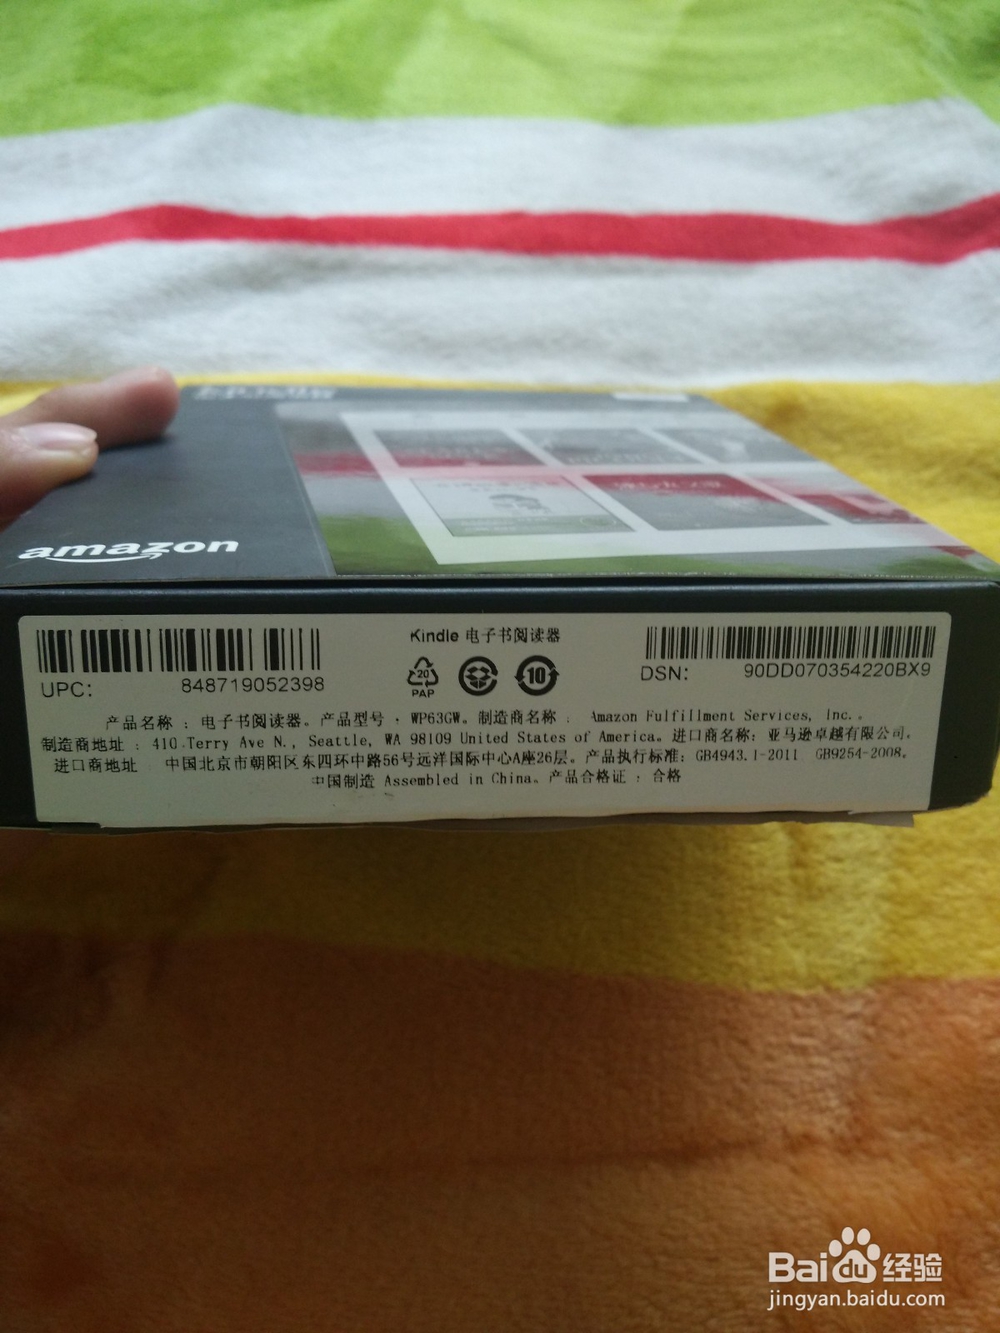 amazon
Kindle 电子书阅读器
UPC: 848719052398
20
PAP
10
DSN: 90DD070354220BX9
产品名称 : 电子书阅读器。产品型号 : WP63GW。制造商名称 : Amazon Fulfillment Services, Inc.。
制造商地址 : 410 Terry Ave N., Seattle, WA 98109 United States of America。进口商名称: 亚马逊卓越有限公司。
进口商地址 中国北京市朝阳区东四环中路56号远洋国际中心A座26层。产品执行标准: GB4943.1-2011 GB9254-2008。
中国制造 Assembled in China。产品合格证 : 合格
Baidu 经验
jingyan.baidu.com